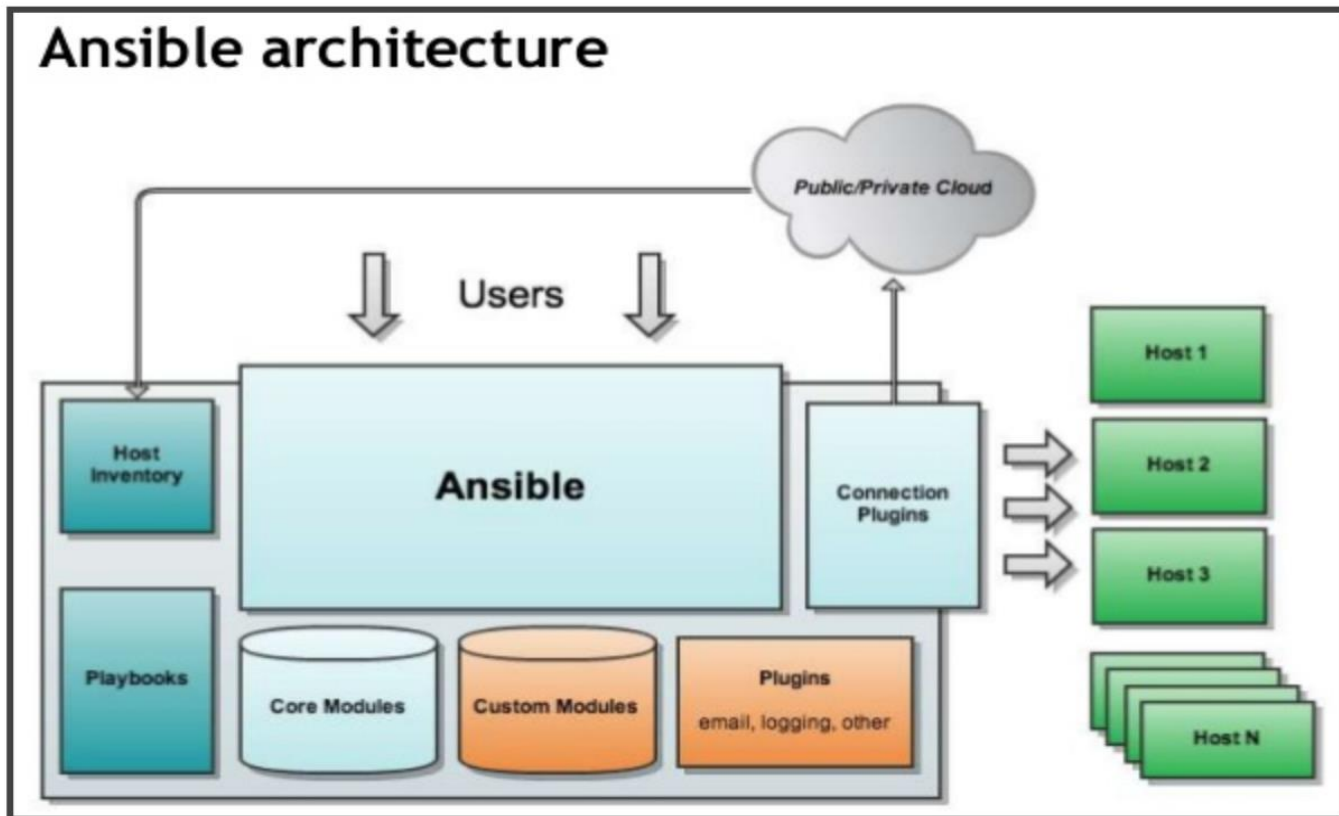 Ansible architecture
Public/Private Cloud
Users
Host
Inventory
Ansible
Connection
Plugins
Host 1
Host 2
Host 3
Host N
Playbooks
Core Modules
Custom Modules
Plugins
email, logging, other